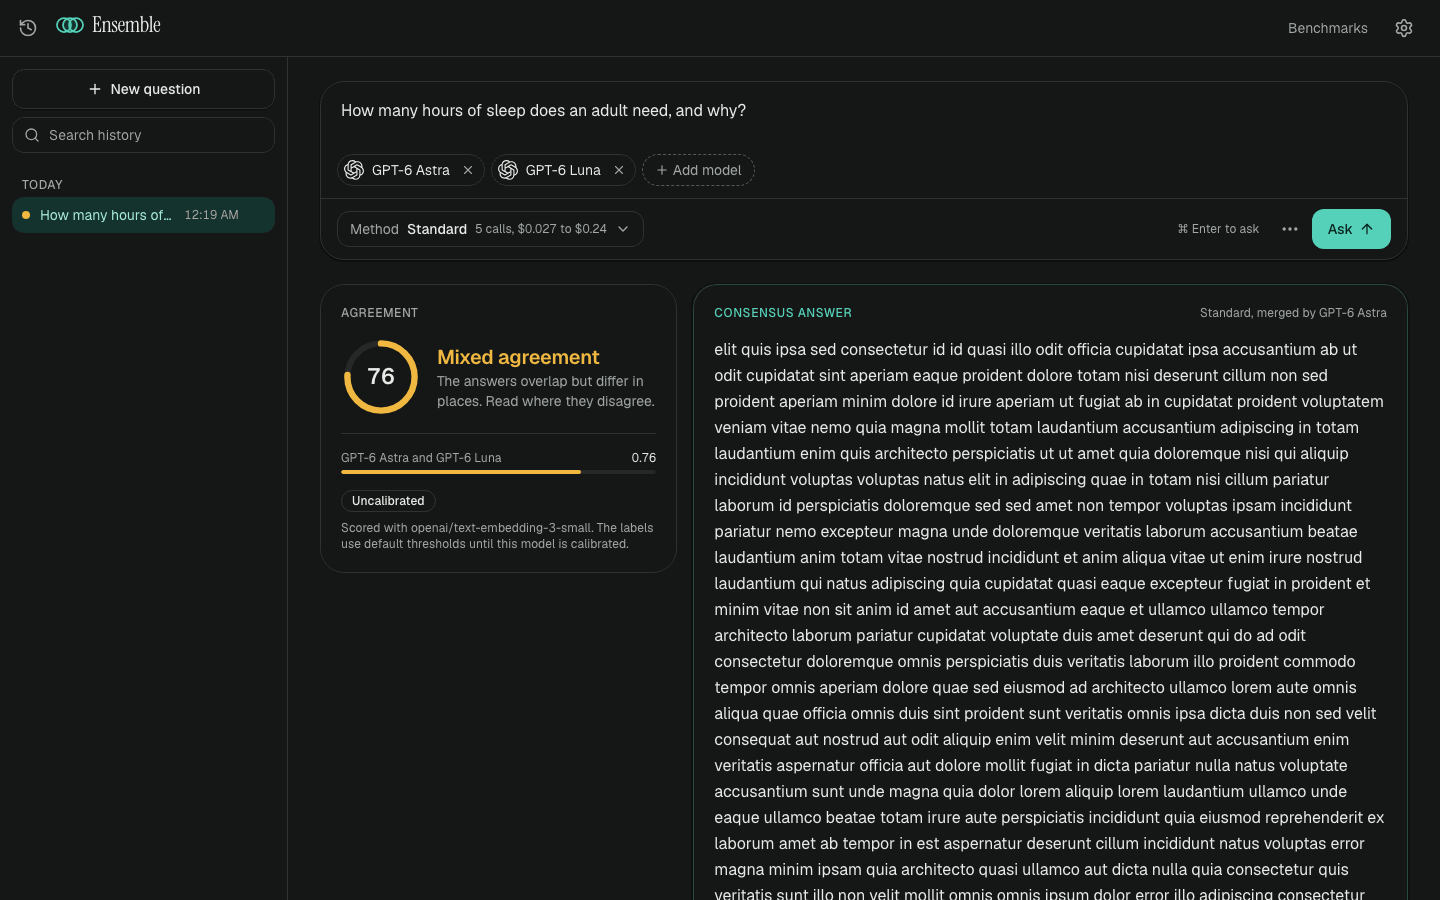 Ensemble
Benchmarks
New question
Search history
TODAY
How many hours of... 12:19 AM
How many hours of sleep does an adult need, and why?
GPT-6 Astra
GPT-6 Luna
+ Add model
Method Standard 5 calls, $0.027 to $0.24
⌘ Enter to ask
Ask
AGREEMENT
76
Mixed agreement
The answers overlap but differ in
places. Read where they disagree.
GPT-6 Astra and GPT-6 Luna 0.76
Uncalibrated
Scored with openai/text-embedding-3-small. The labels
use default thresholds until this model is calibrated.
CONSENSUS ANSWER
Standard, merged by GPT-6 Astra
elit quis ipsa sed consectetur id id quasi illo odit officia cupidatat ipsa accusantium ab ut
odit cupidatat sint aperiam eaque proident dolore totam nisi deserunt cillum non sed
proident aperiam minim dolore id irure aperiam ut fugiat ab in cupidatat proident voluptatem
veniam vitae nemo quia magna mollit totam laudantium accusantium adipiscing in totam
laudantium enim quis architecto perspiciatis ut ut amet quia doloremque nisi qui aliquip
incididunt voluptas voluptas natus elit in adipiscing quae in totam nisi cillum pariatur
laborum id perspiciatis doloremque sed sed amet non tempor voluptas ipsam incididunt
pariatur nemo excepteur magna unde doloremque veritatis laborum accusantium beatae
laudantium anim totam vitae nostrud incididunt et anim aliqua vitae ut enim irure nostrud
laudantium qui natus adipiscing quia cupidatat quasi eaque excepteur fugiat in proident et
minim vitae non sit anim id amet aut accusantium eaque et ullamco ullamco tempor
architecto laborum pariatur cupidatat voluptate duis amet deserunt qui do ad odit
consectetur doloremque omnis perspiciatis duis veritatis laborum illo proident commodo
tempor omnis aperiam dolore quae sed eiusmod ad architecto ullamco lorem aute omnis
aliqua quae officia omnis duis sint proident sunt veritatis omnis ipsa dicta duis non sed velit
consequat aut nostrud aut odit aliquip enim velit minim deserunt aut accusantium enim
veritatis aspernatur officia aut dolore mollit fugiat in dicta pariatur nulla natus voluptate
accusantium sunt unde magna quia dolor lorem aliquip lorem laudantium ullamco unde
eaque ullamco beatae totam irure aute perspiciatis incididunt quia eiusmod reprehenderit ex
laborum amet ab tempor in est aspernatur deserunt cillum incididunt natus voluptas error
magna minim ipsam quia architecto quasi ullamco aut dicta nulla quia consectetur quis
veritatis sunt illo non velit mollit omnis omnis ipsum dolor error illo adipiscing consectetur